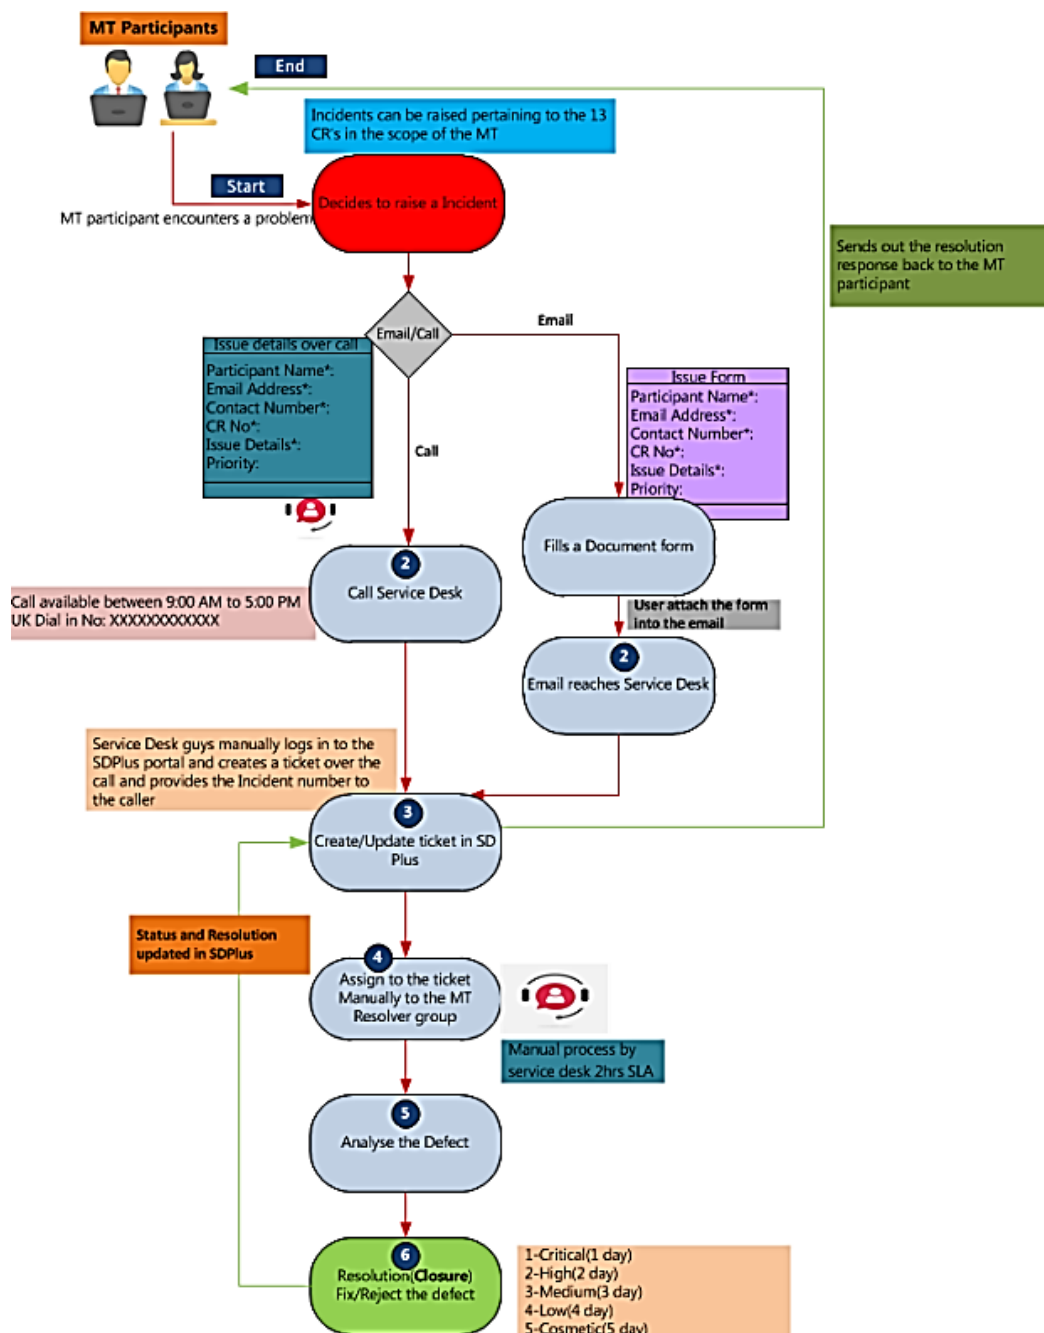 MT Participants
End
Incidents can be raised pertaining to the 13
CR's in the scope of the MT
Start
Decides to raise a Incident
MT participant encounters a problem
Sends out the resolution
response back to the MT
participant
Email/Call
Email
Issue details over call
Participant Name*:
Email Address*:
Contact Number*:
CR No*:
Issue Details*:
Priority:
Call
Issue Form
Participant Name*:
Email Address*:
Contact Number*:
CR No*:
Issue Details*:
Priority:
Fills a Document form
2
Call Service Desk
Call available between 9:00 AM to 5:00 PM
UK Dial in No: XXXXXXXXXXXX
User attach the form
into the email
2
Email reaches Service Desk
Service Desk guys manually logs in to the
SDPlus portal and creates a ticket over the
call and provides the Incident number to
the caller
3
Create/Update ticket in SD
Plus
Status and Resolution
updated in SDPlus
4
Assign to the ticket
Manually to the MT
Resolver group
Manual process by
service desk 2hrs SLA
5
Analyse the Defect
6
Resolution(Closure)
Fix/Reject the defect
1-Critical(1 day)
2-High(2 day)
3-Medium(3 day)
4-Low(4 day)
5-Cosmetic(5 day)